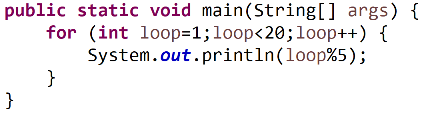 public static void main(String[] args) {
    for (int loop=1;loop<20;loop++) {
        System.out.println(loop%5);
    }
}